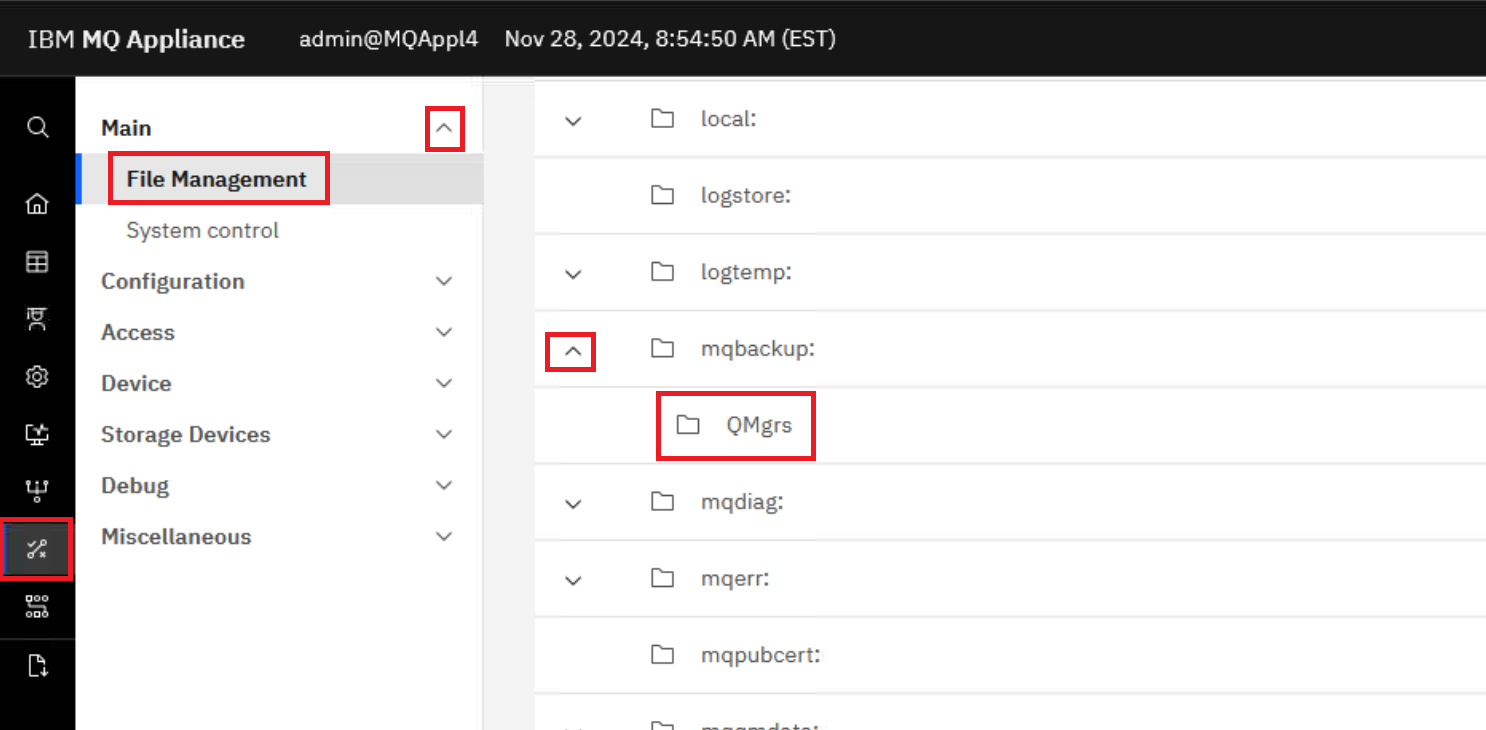 IBM MQ Appliance admin@MQAppl4 Nov 28, 2024, 8:54:50 AM (EST)
Main
File Management
System control
Configuration
Access
Device
Storage Devices
Debug
Miscellaneous
local:
logstore:
logtemp:
mqbackup:
QMgrs
mqdiag:
mqerr:
mqpubcert: